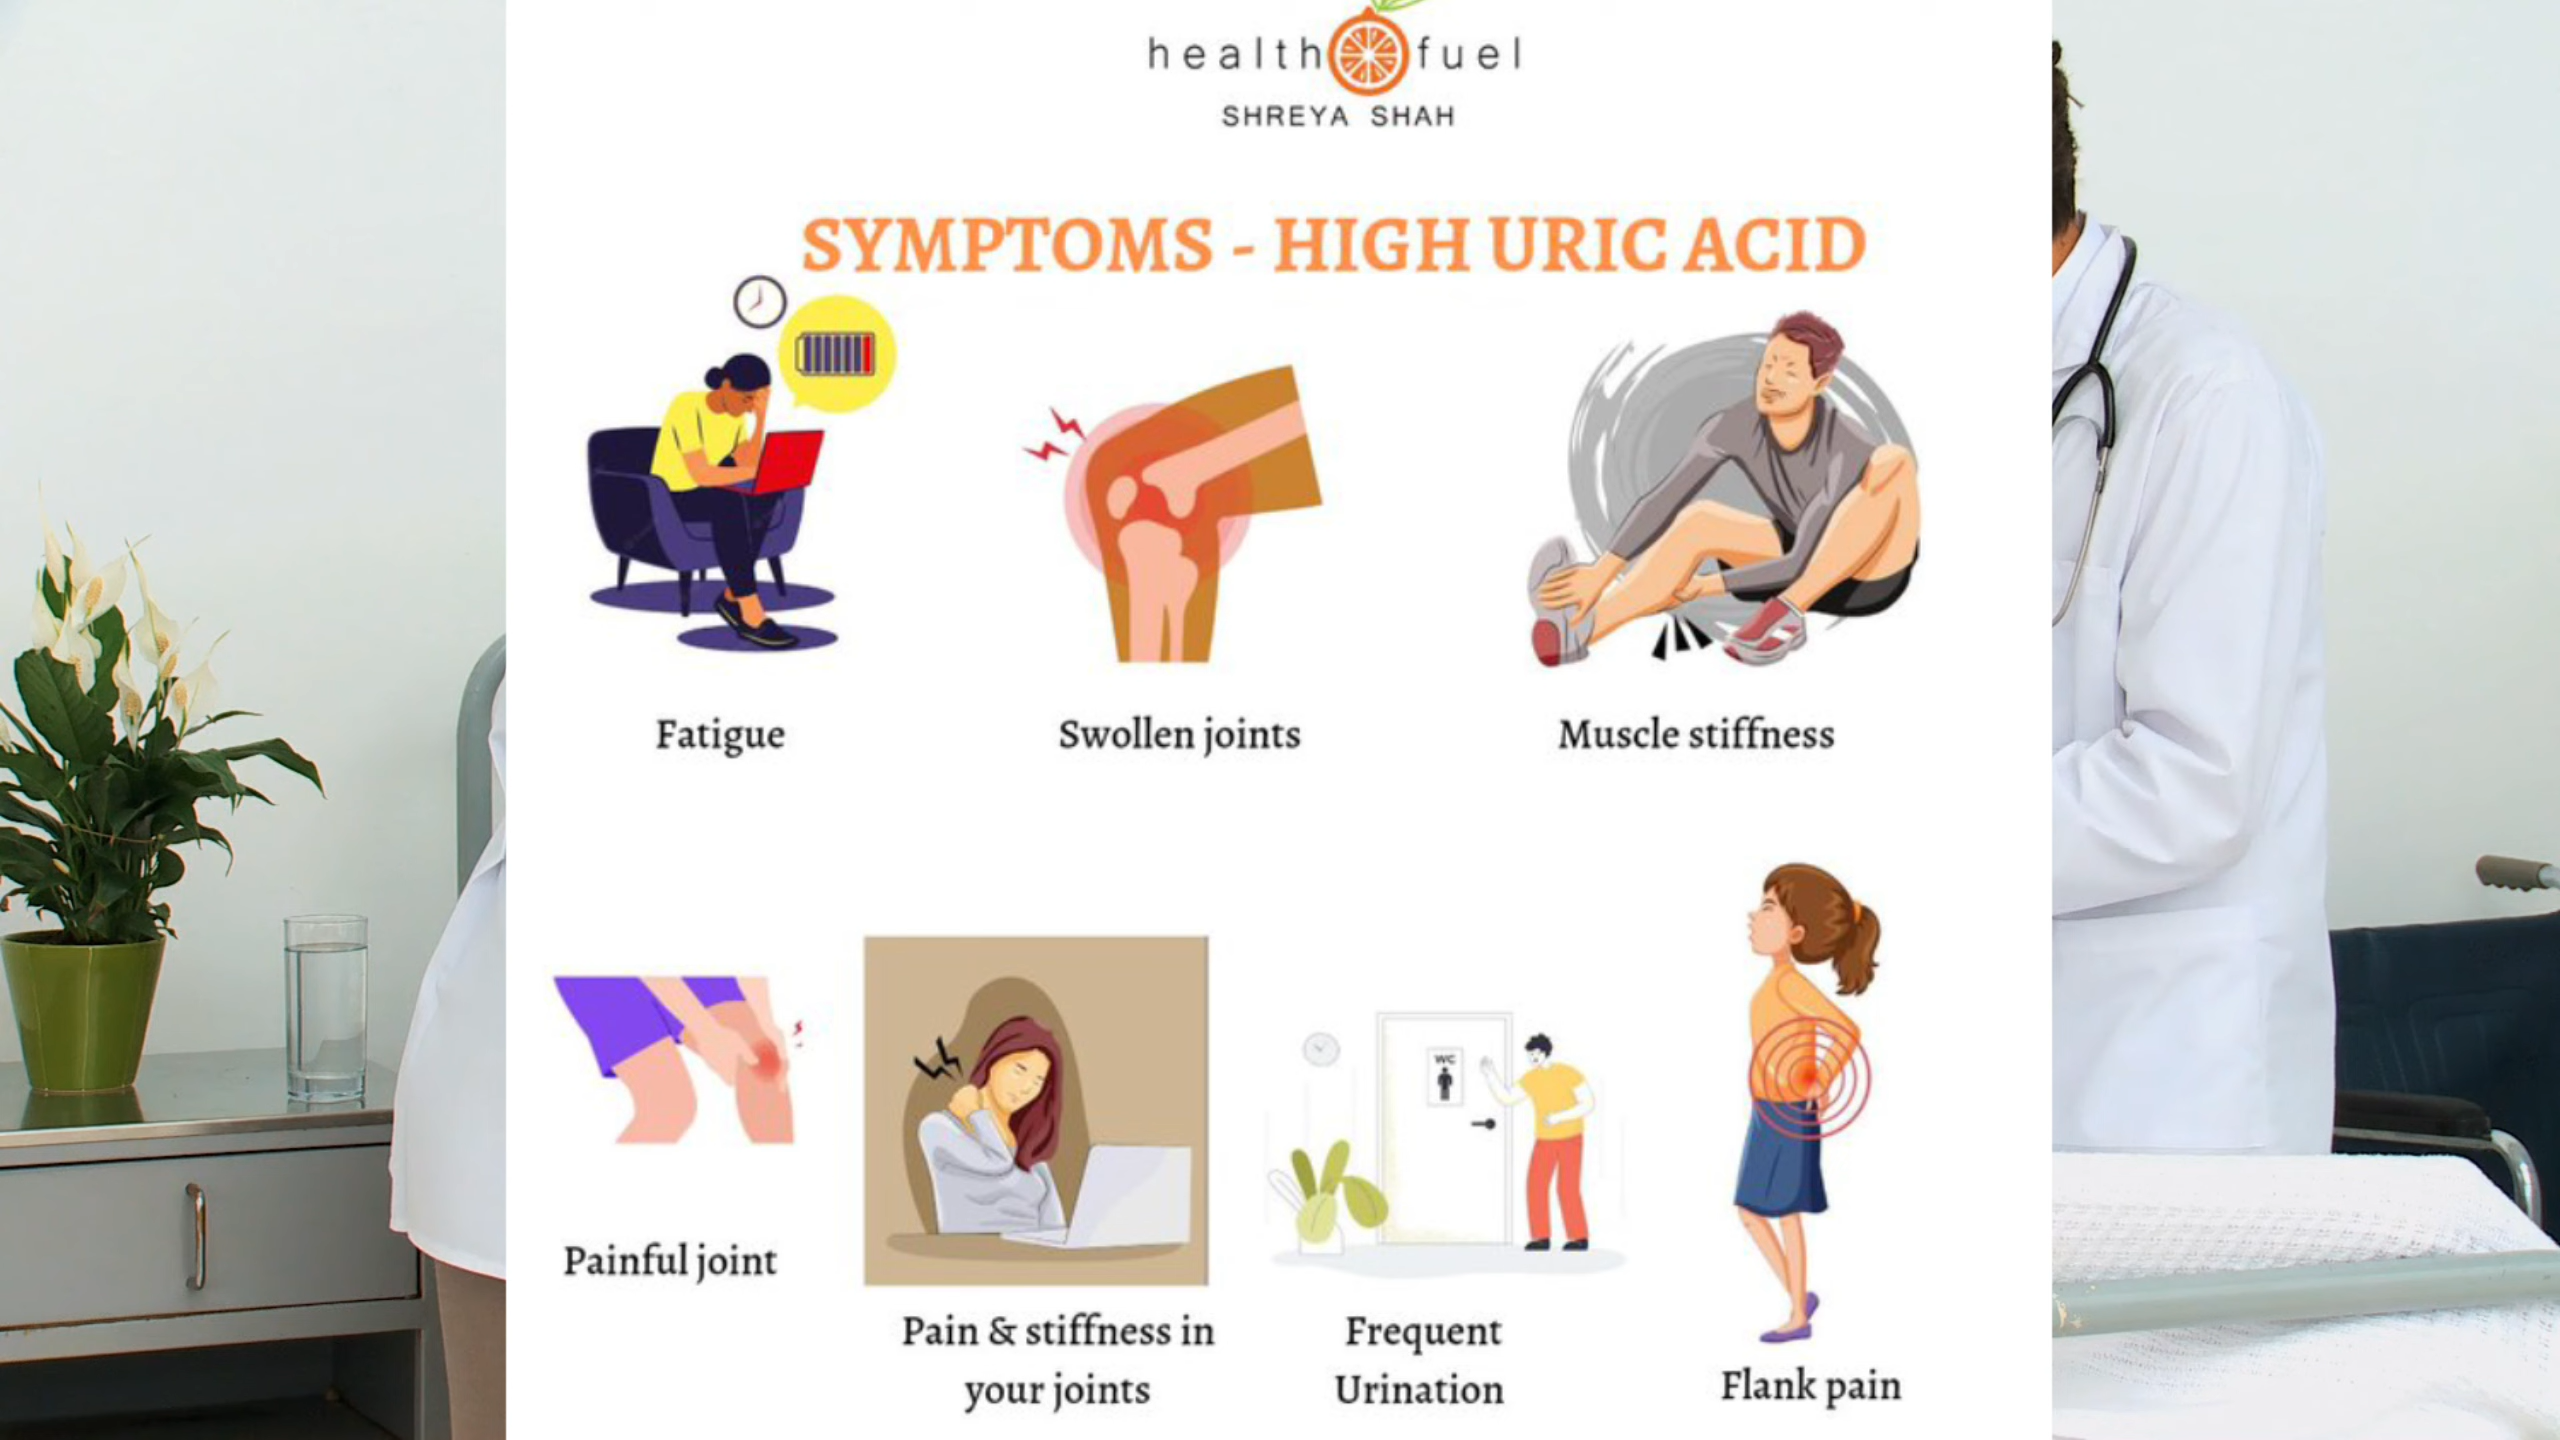 health fuel
SHREYA SHAH
SYMPTOMS - HIGH URIC ACID
Fatigue
Swollen joints
Muscle stiffness
WC
Painful joint
Pain & stiffness in
your joints
Frequent
Urination
Flank pain